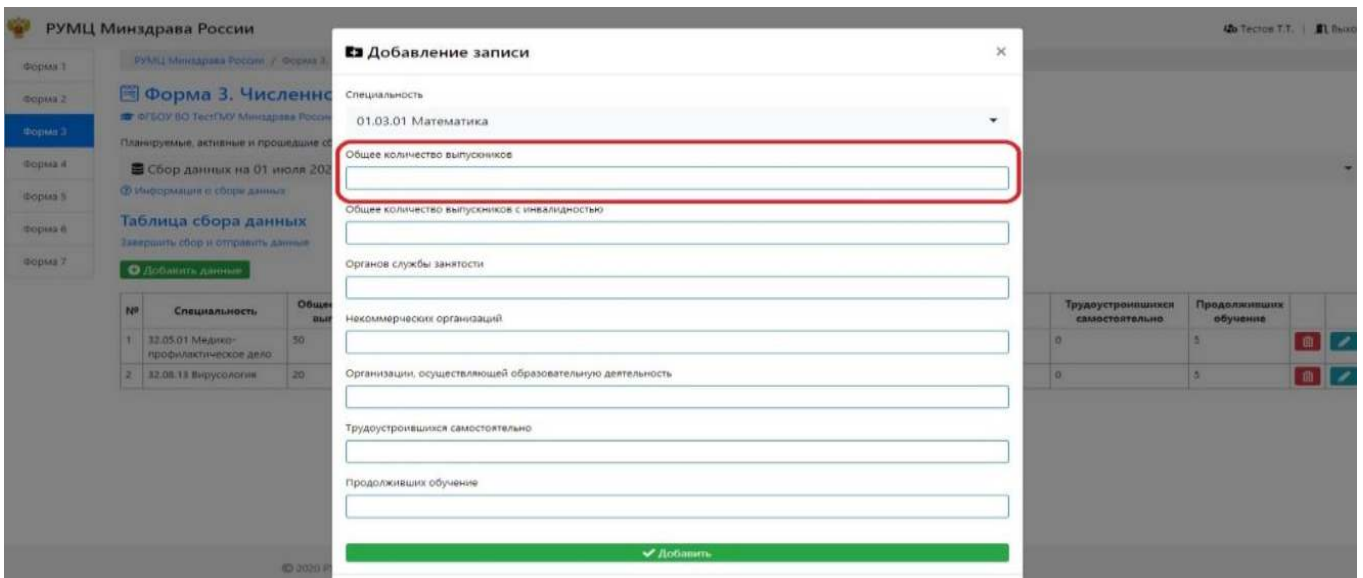 РУМЦ Минздрава России
Тестов Т.Т. |
Форма 1
Форма 2
Форма 3
Форма 4
Форма 5
Форма 6
Форма 7
РУМЦ Минздрава России / Форма 3.
Форма 3. Численно
ФГБОУ ВО ТестГМУ Минздрава России
Планируемые, активные и прошедшие
Сбор данных на 01 июля 202
Информация о сборе данных
Таблица сбора данных
Завершить сбор и отправить данные
Добавить данные
№ Специальность
1 32.05.01 Медико-профилактическое дело 50 0 5
2 32.08.13 Вирусология 20 0 5
Трудоустроившихся самостоятельно
Продолживших обучение
Добавление записи ×
Специальность
01.03.01 Математика
Общее количество выпускников
Общее количество выпускников с инвалидностью
Органов службы занятости
Некоммерческих организаций
Организации, осуществляющей образовательную деятельность
Трудоустроившихся самостоятельно
Продолживших обучение
Добавить
© 2020